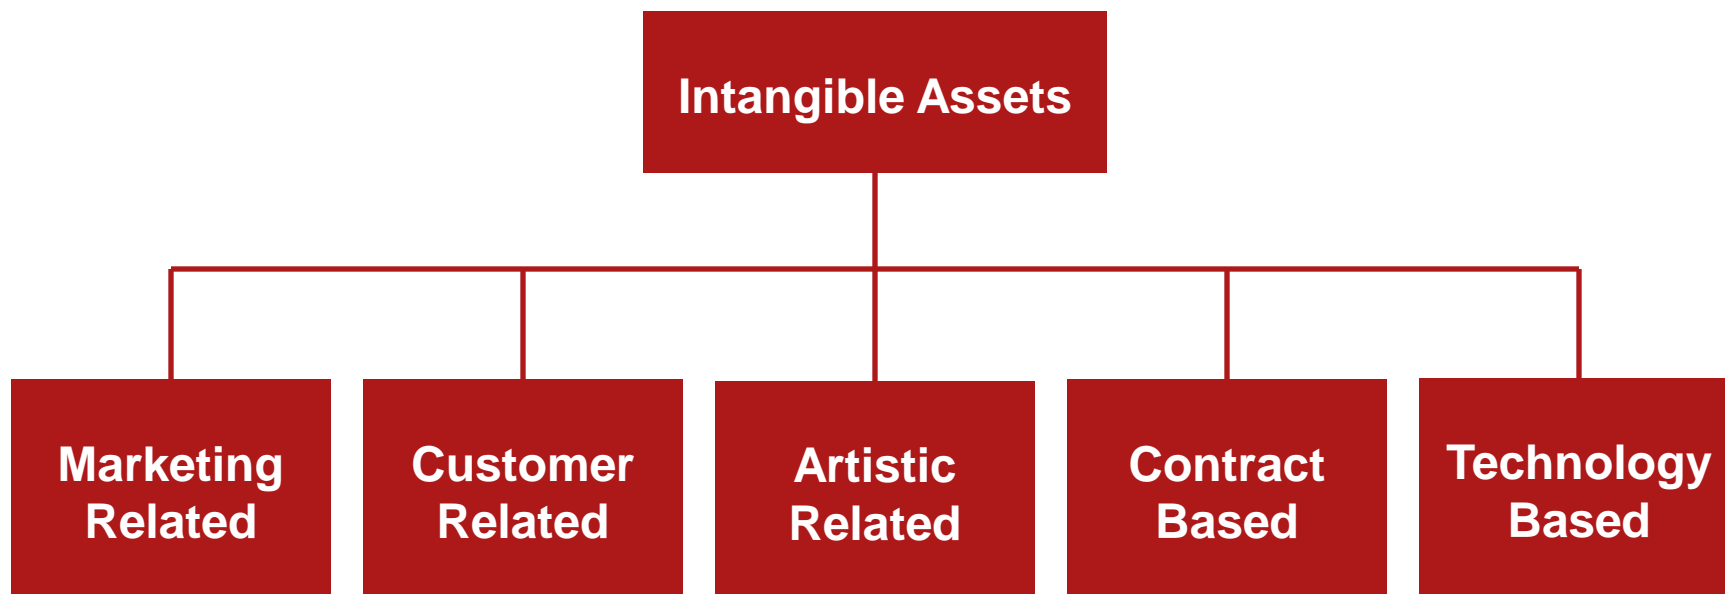 Intangible Assets
Marketing
Related
Customer
Related
Artistic
Related
Contract
Based
Technology
Based